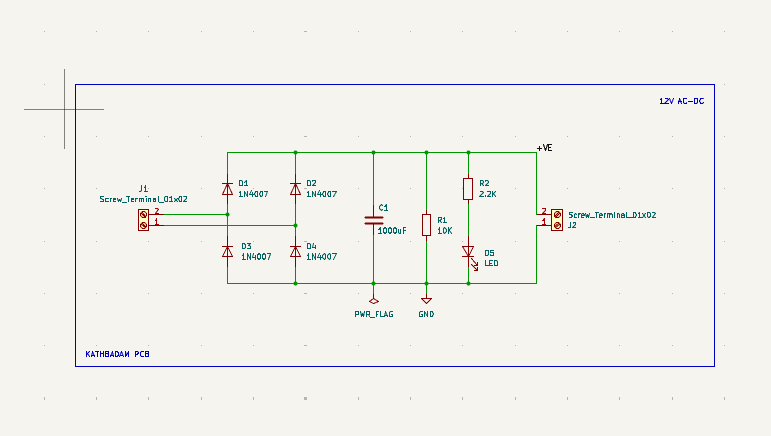 12V AC-DC
+VE
J1
Screw_Terminal_01x02
2
1
D1
1N4007
D2
1N4007
D3
1N4007
D4
1N4007
C1
1000uF
R1
10K
R2
2.2K
D5
LED
2
1
Screw_Terminal_01x02
J2
PWR_FLAG
GND
KATHBADAM PCB